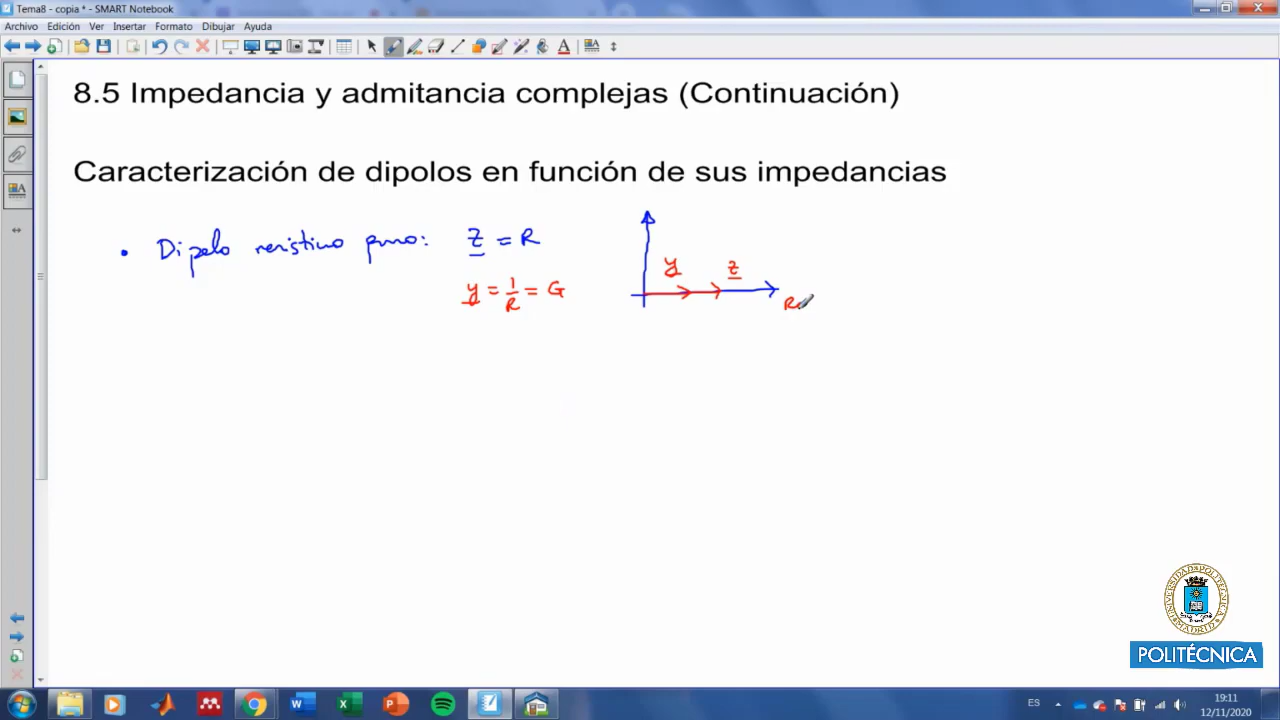 Tema8 - copia * - SMART Notebook
Archivo Edición Ver Insertar Formato Dibujar Ayuda
8.5 Impedancia y admitancia complejas (Continuación)
Caracterización de dipolos en función de sus impedancias
• Dipolo resistivo puro: Z = R
y = 1/R = G
y Z
Re
POLITÉCNICA
ES 19:11
12/11/2020